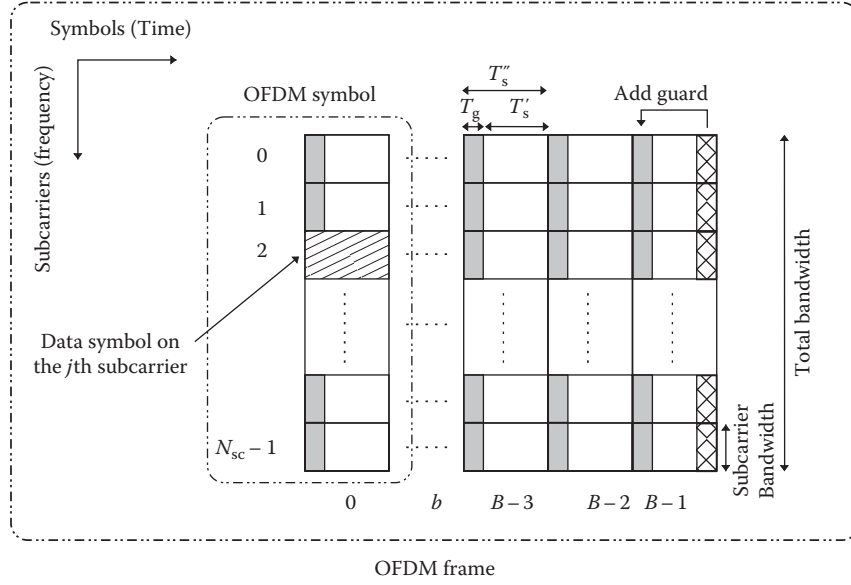 Symbols (Time)
Subcarriers (frequency)
OFDM symbol
T″s
Tg
T′s
Add guard
0
1
2
Data symbol on
the jth subcarrier
Nsc – 1
Total bandwidth
Subcarrier
Bandwidth
0
b
B – 3
B – 2
B – 1
OFDM frame